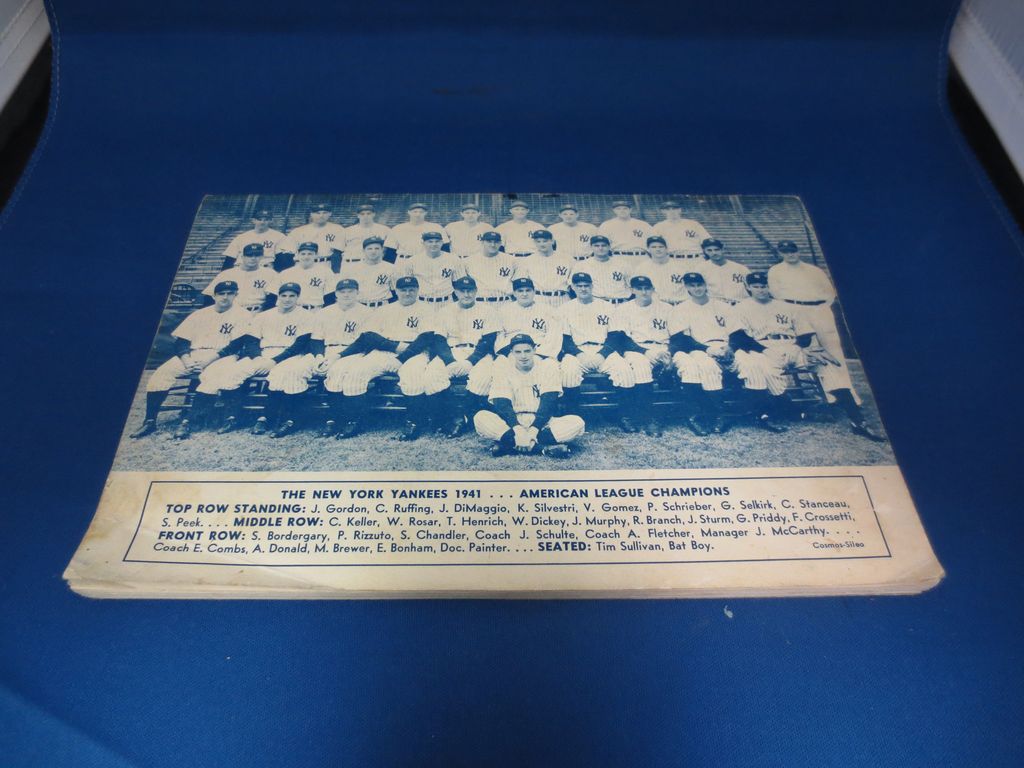 THE NEW YORK YANKEES 1941 . . . AMERICAN LEAGUE CHAMPIONS
TOP ROW STANDING: J. Gordon, C. Ruffing, J. DiMaggio, K. Silvestri, V. Gomez, P. Schrieber, G. Selkirk, C. Stanceau,
S. Peek. . . . MIDDLE ROW: C. Keller, W. Rosar, T. Henrich, W. Dickey, J. Murphy, R. Branch, J. Sturm, G. Priddy, F. Crossetti,
FRONT ROW: S. Bordergary, P. Rizzuto, S. Chandler, Coach J. Schulte, Coach A. Fletcher, Manager J. McCarthy. . . .
Coach E. Combs, A. Donald, M. Brewer, E. Bonham, Doc. Painter. . . . SEATED: Tim Sullivan, Bat Boy.
Cosmos-Sileo